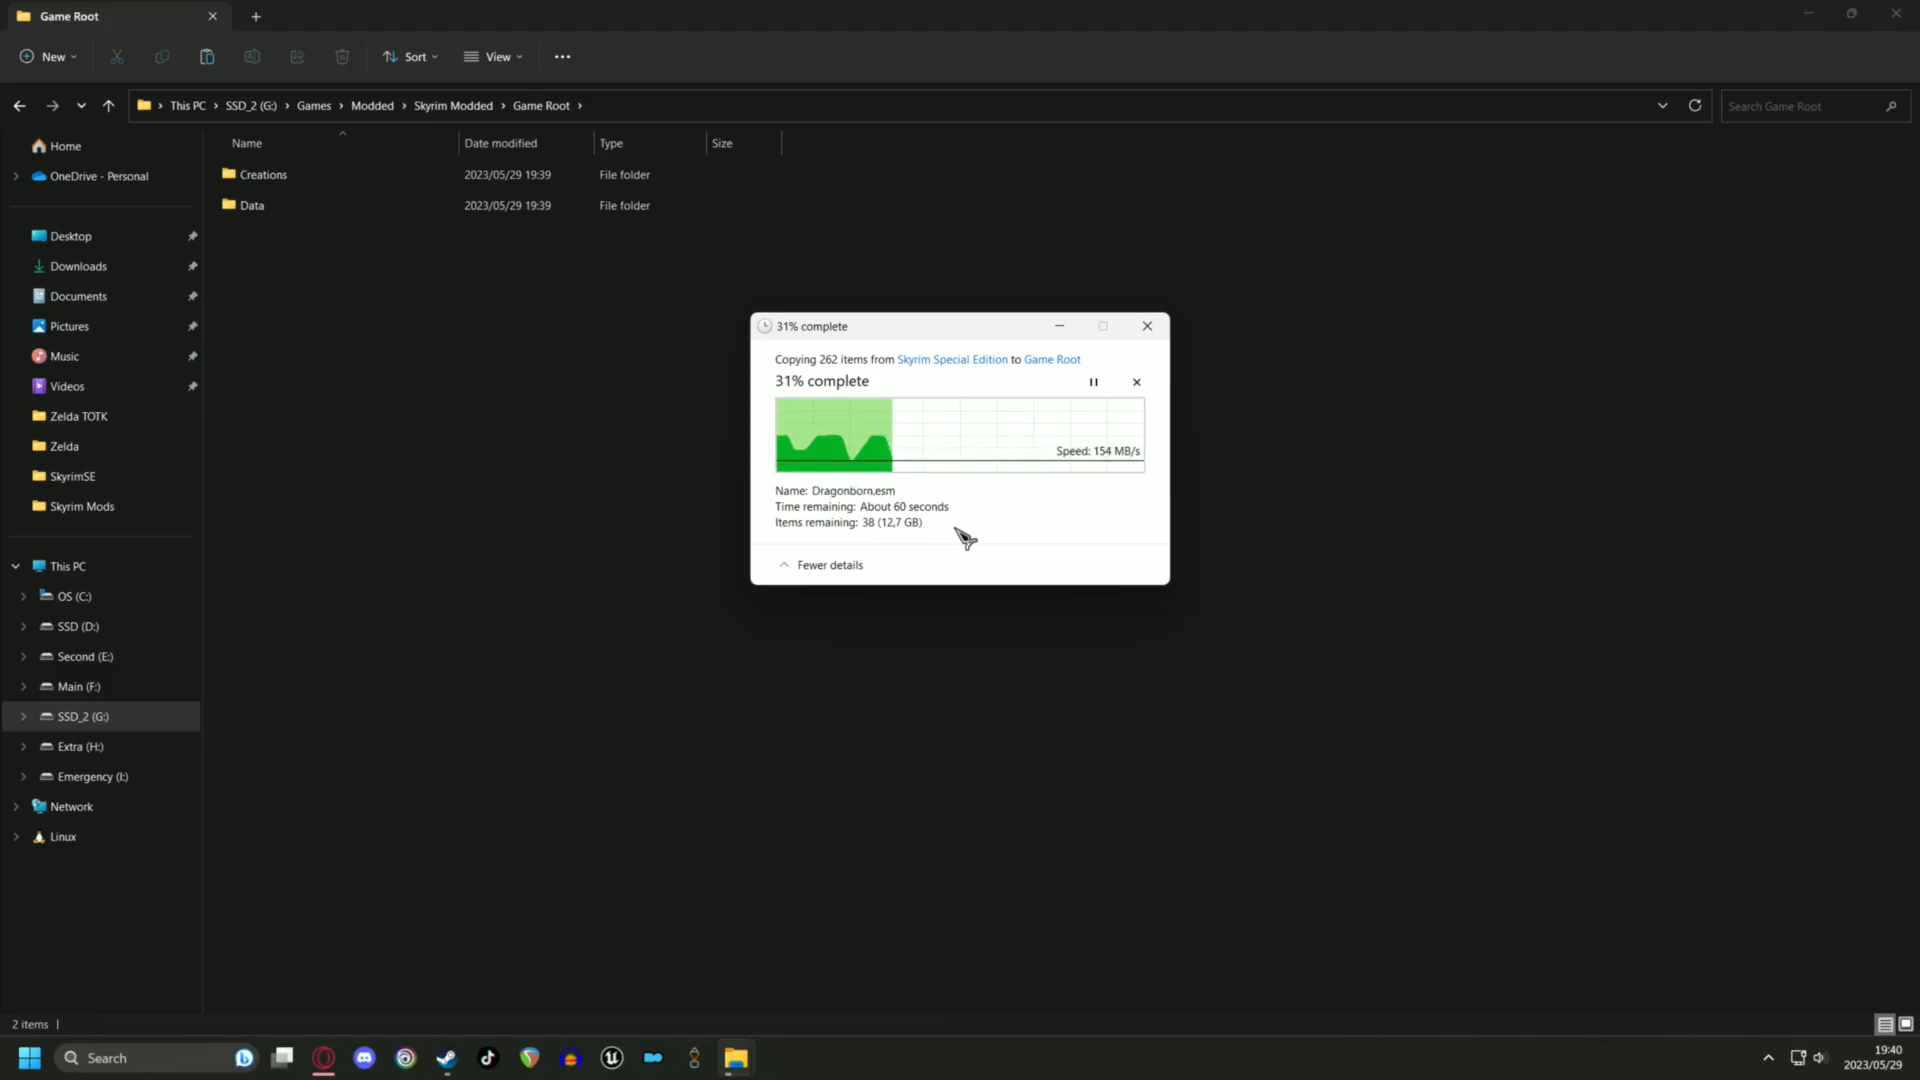 Game Root
New
Sort
View
This PC
SSD_2 (G:)
Games
Modded
Skyrim Modded
Game Root
Search Game Root
Name
Date modified
Type
Size
Creations
2023/05/29 19:39
File folder
Data
2023/05/29 19:39
File folder
Home
OneDrive - Personal
Desktop
Downloads
Documents
Pictures
Music
Videos
Zelda TOTK
Zelda
SkyrimSE
Skyrim Mods
This PC
OS (C:)
SSD (D:)
Second (E:)
Main (F:)
SSD_2 (G:)
Extra (H:)
Emergency (I:)
Network
Linux
31% complete
Copying 262 items from Skyrim Special Edition to Game Root
31% complete
Speed: 154 MB/s
Name: Dragonborn.esm
Time remaining: About 60 seconds
Items remaining: 38 (12,7 GB)
Fewer details
2 items
Search
19:40
2023/05/29